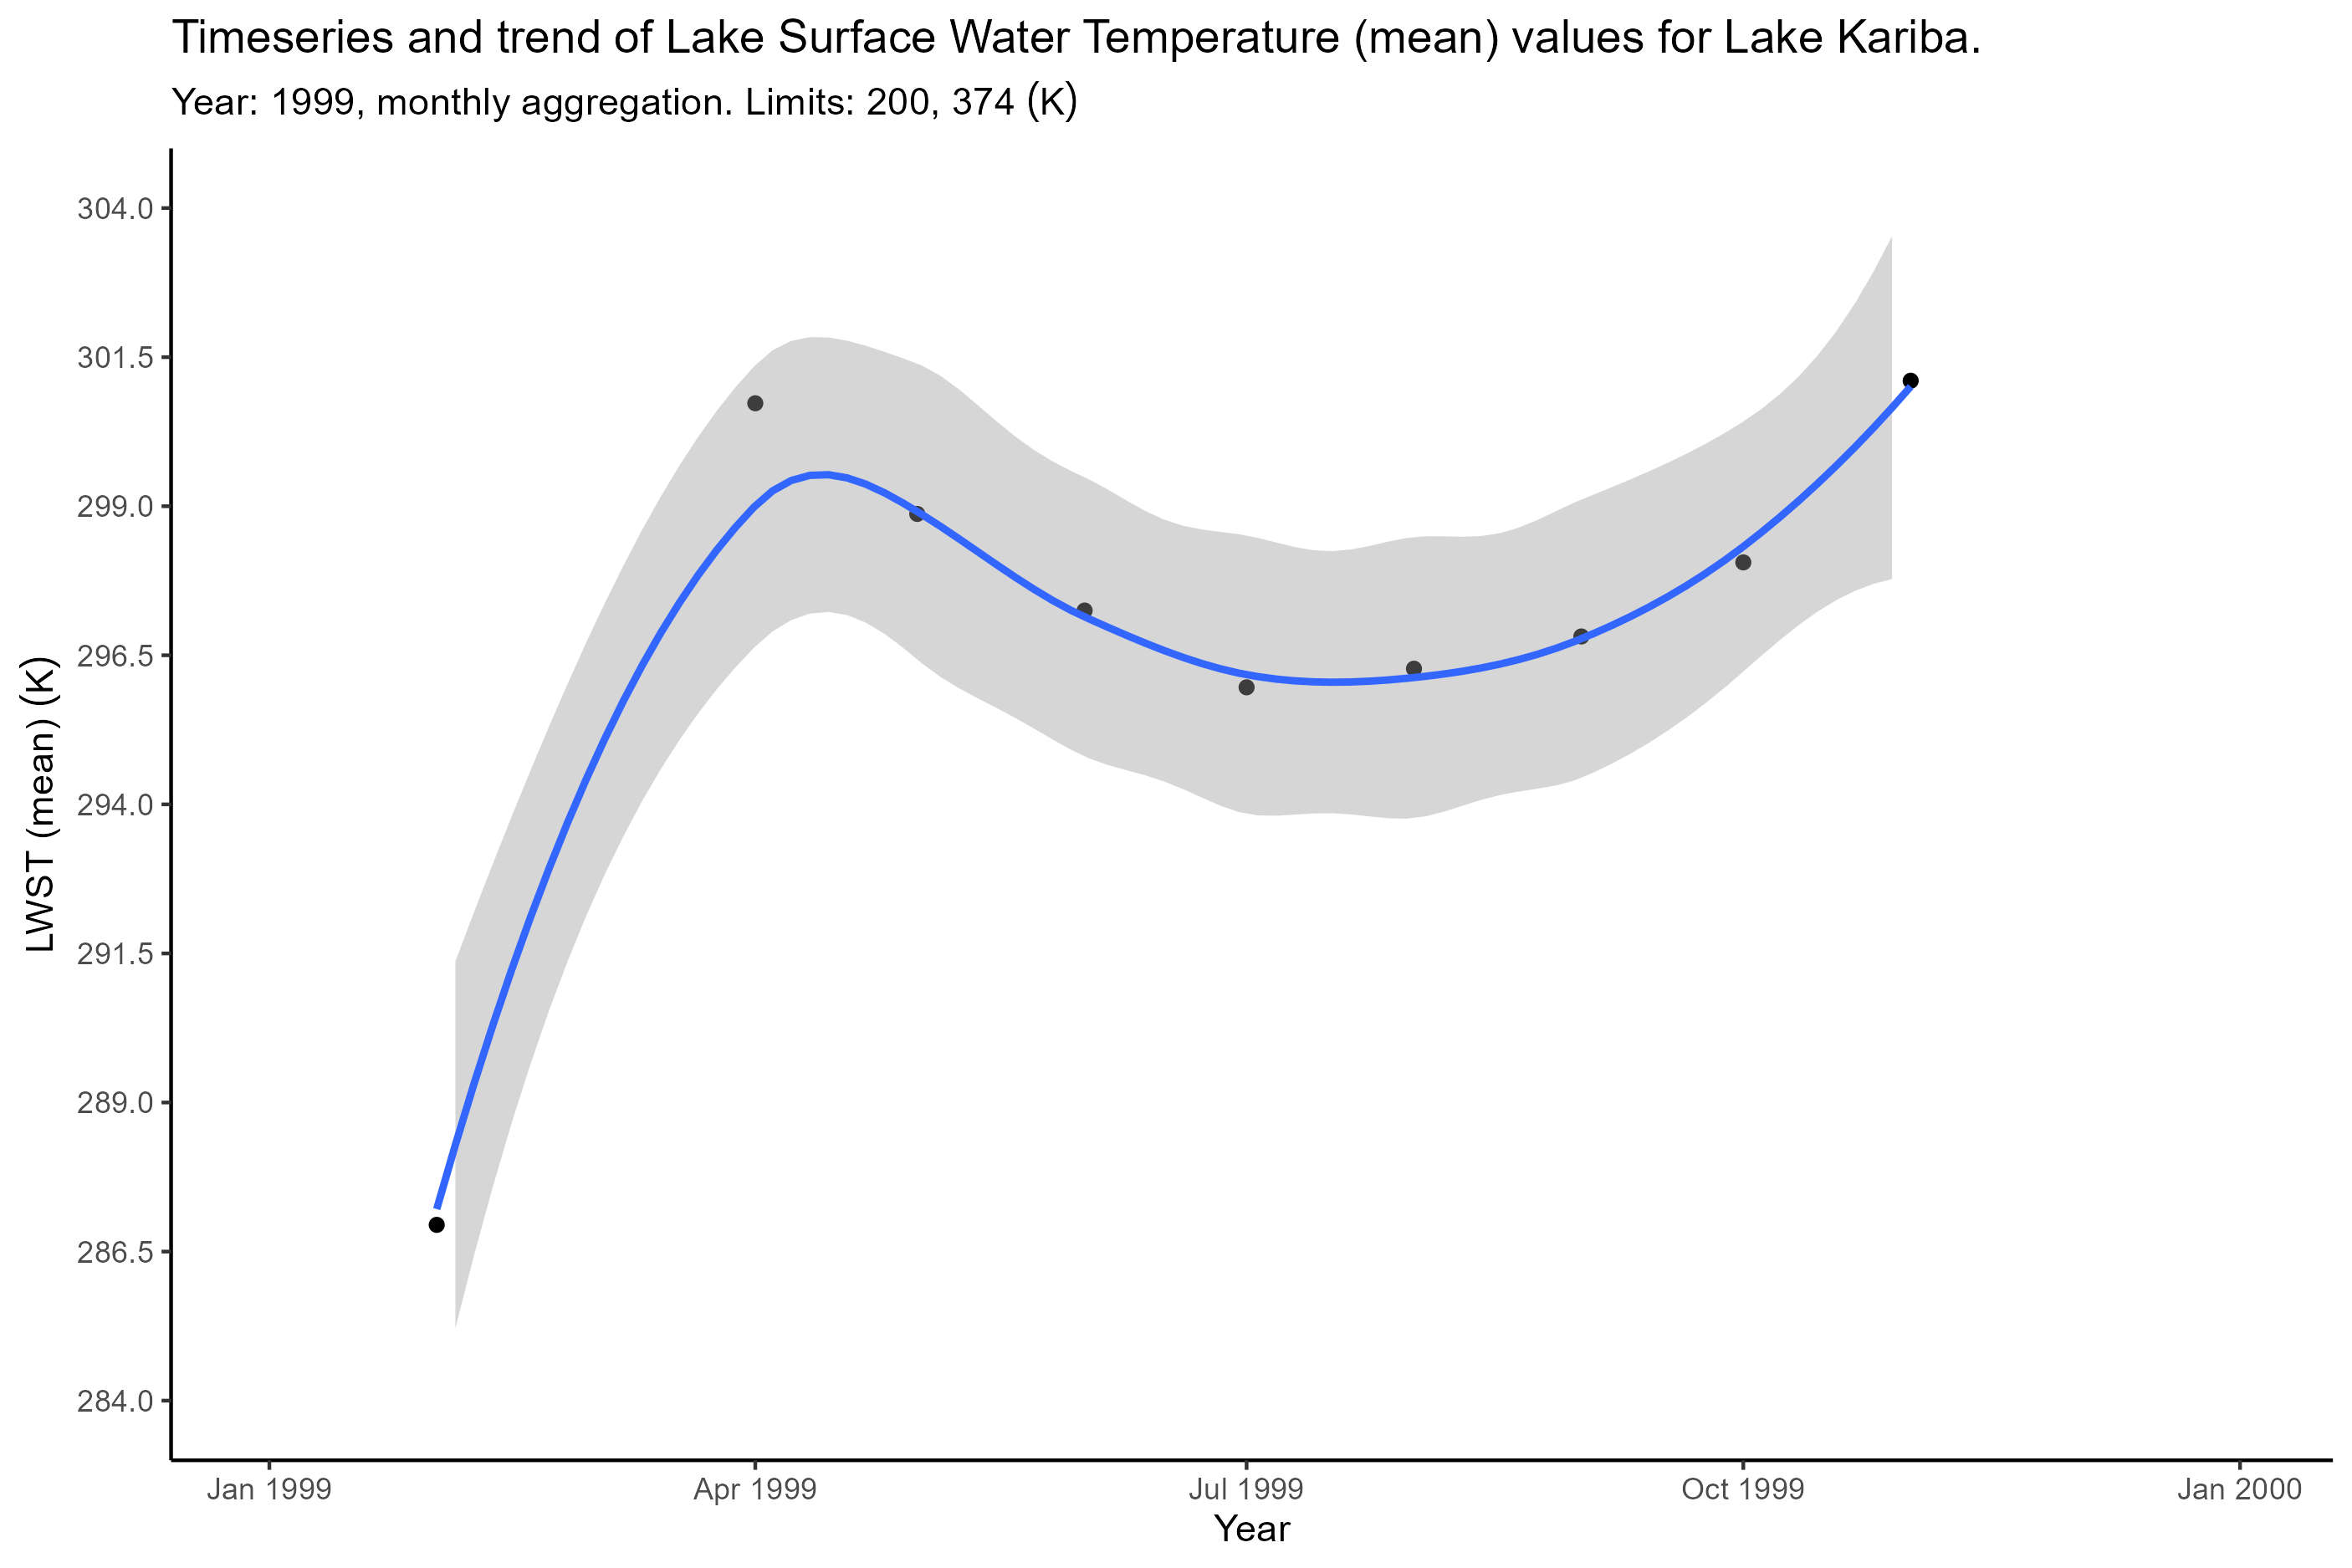 Timeseries and trend of Lake Surface Water Temperature (mean) values for Lake Kariba.
Year: 1999, monthly aggregation. Limits: 200, 374 (K)
LWST (mean) (K)
304.0
301.5
299.0
296.5
294.0
291.5
289.0
286.5
284.0
Jan 1999
Apr 1999
Jul 1999
Oct 1999
Jan 2000
Year